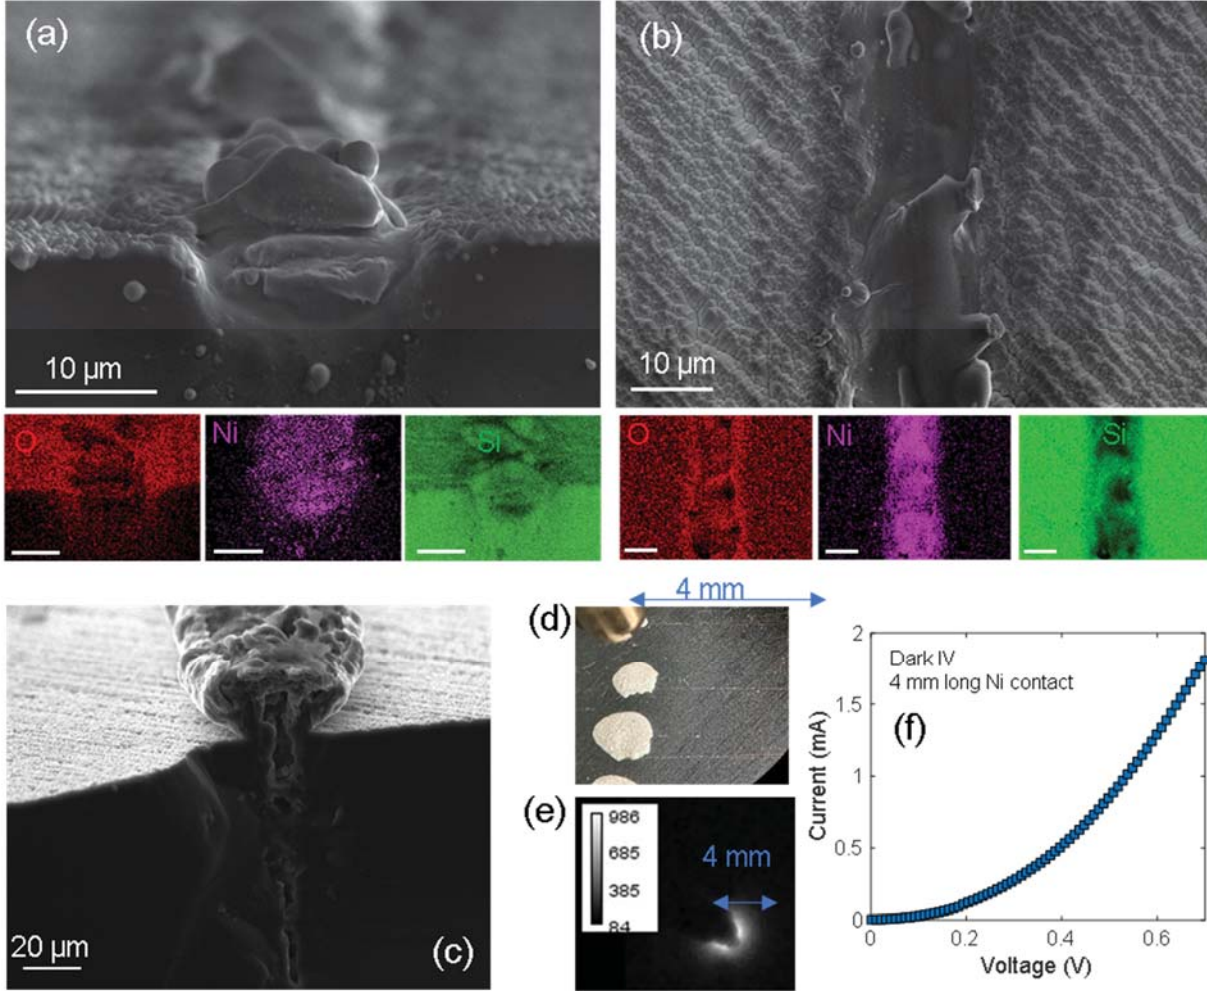 (a)
10 µm
(b)
10 µm
O
Ni
Si
O
Ni
Si
(c)
20 µm
4 mm
(d)
(e)
986
685
385
84
4 mm
Dark IV
4 mm long Ni contact
(f)
Current (mA)
2
1.5
1
0.5
0
0 0.2 0.4 0.6
Voltage (V)